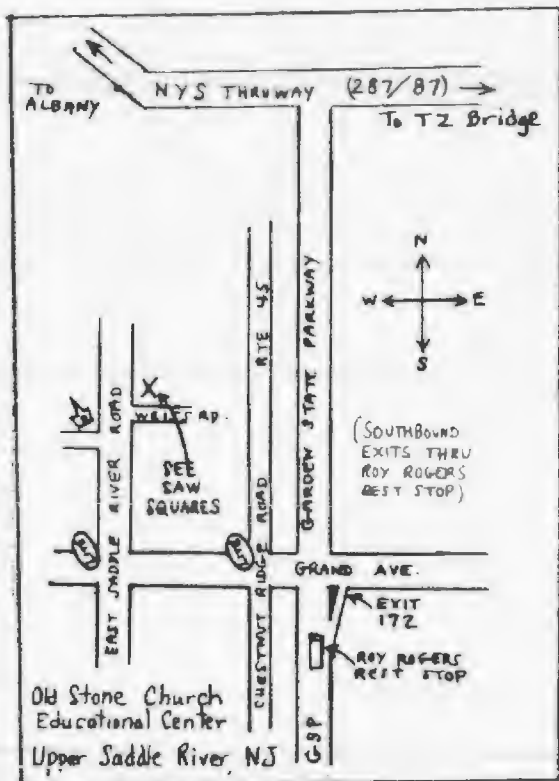 NYS THRUWAY (287/87)
TO
ALBANY
To TZ Bridge
N
W E
S
RTE 45
CHESTNUT RIDGE ROAD
GARDEN STATE PARKWAY
EAST SADDLE RIVER ROAD
X
RD.
SEE
SAW
SQUARES
(SOUTHBOUND
EXITS THRU
ROY ROGERS
REST STOP)
GRAND AVE.
EXIT
172
ROY ROGERS
REST STOP
GSP
Old Stone Church
Educational Center
Upper Saddle River, NJ